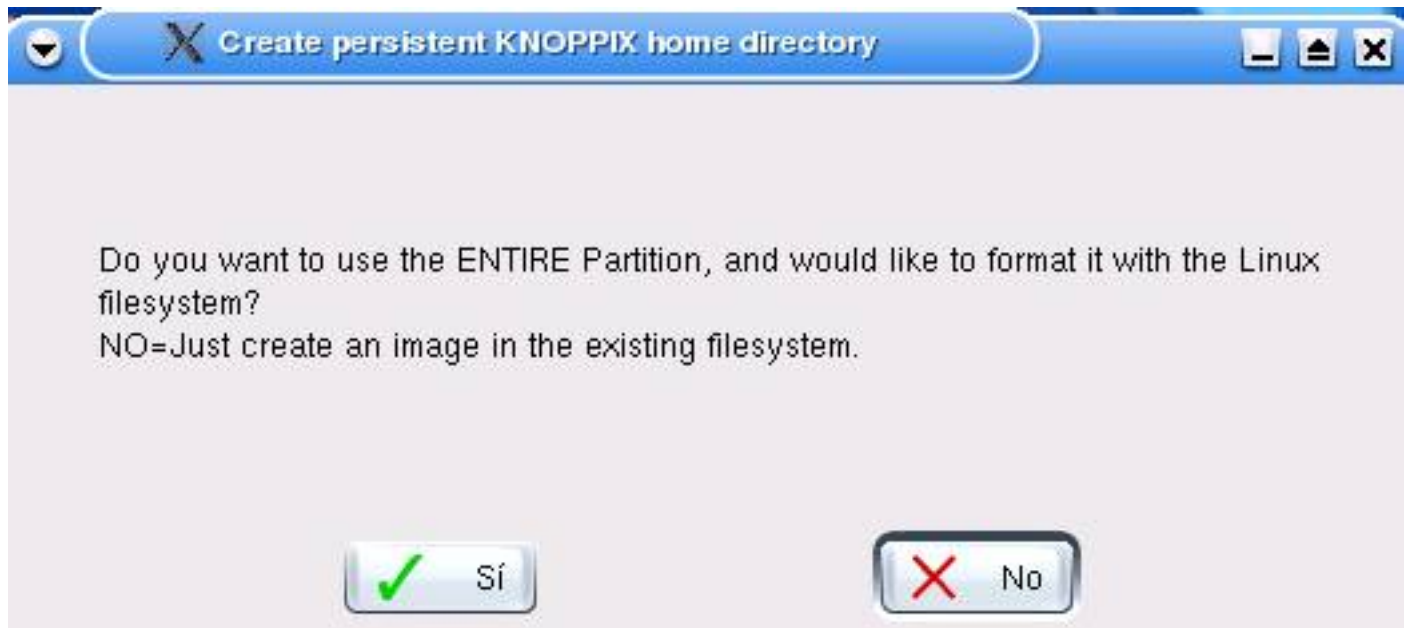 Create persistent KNOPPIX home directory
Do you want to use the ENTIRE Partition, and would like to format it with the Linux
filesystem?
NO=Just create an image in the existing filesystem.
Sí
No